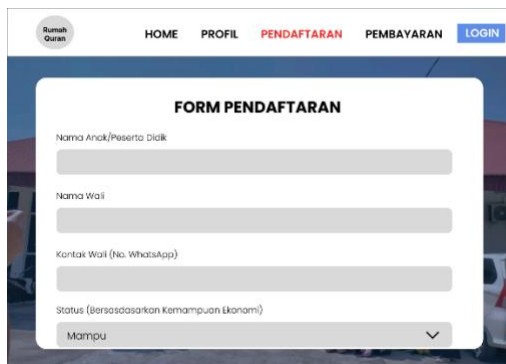 Rumah
Quran
HOME PROFIL PENDAFTARAN PEMBAYARAN LOGIN
FORM PENDAFTARAN
Nama Anak/Peserta Didik
Nama Wali
Kontak Wali (No. WhatsApp)
Status (Bersasdasarkan Kemampuan Ekonomi)
Mampu